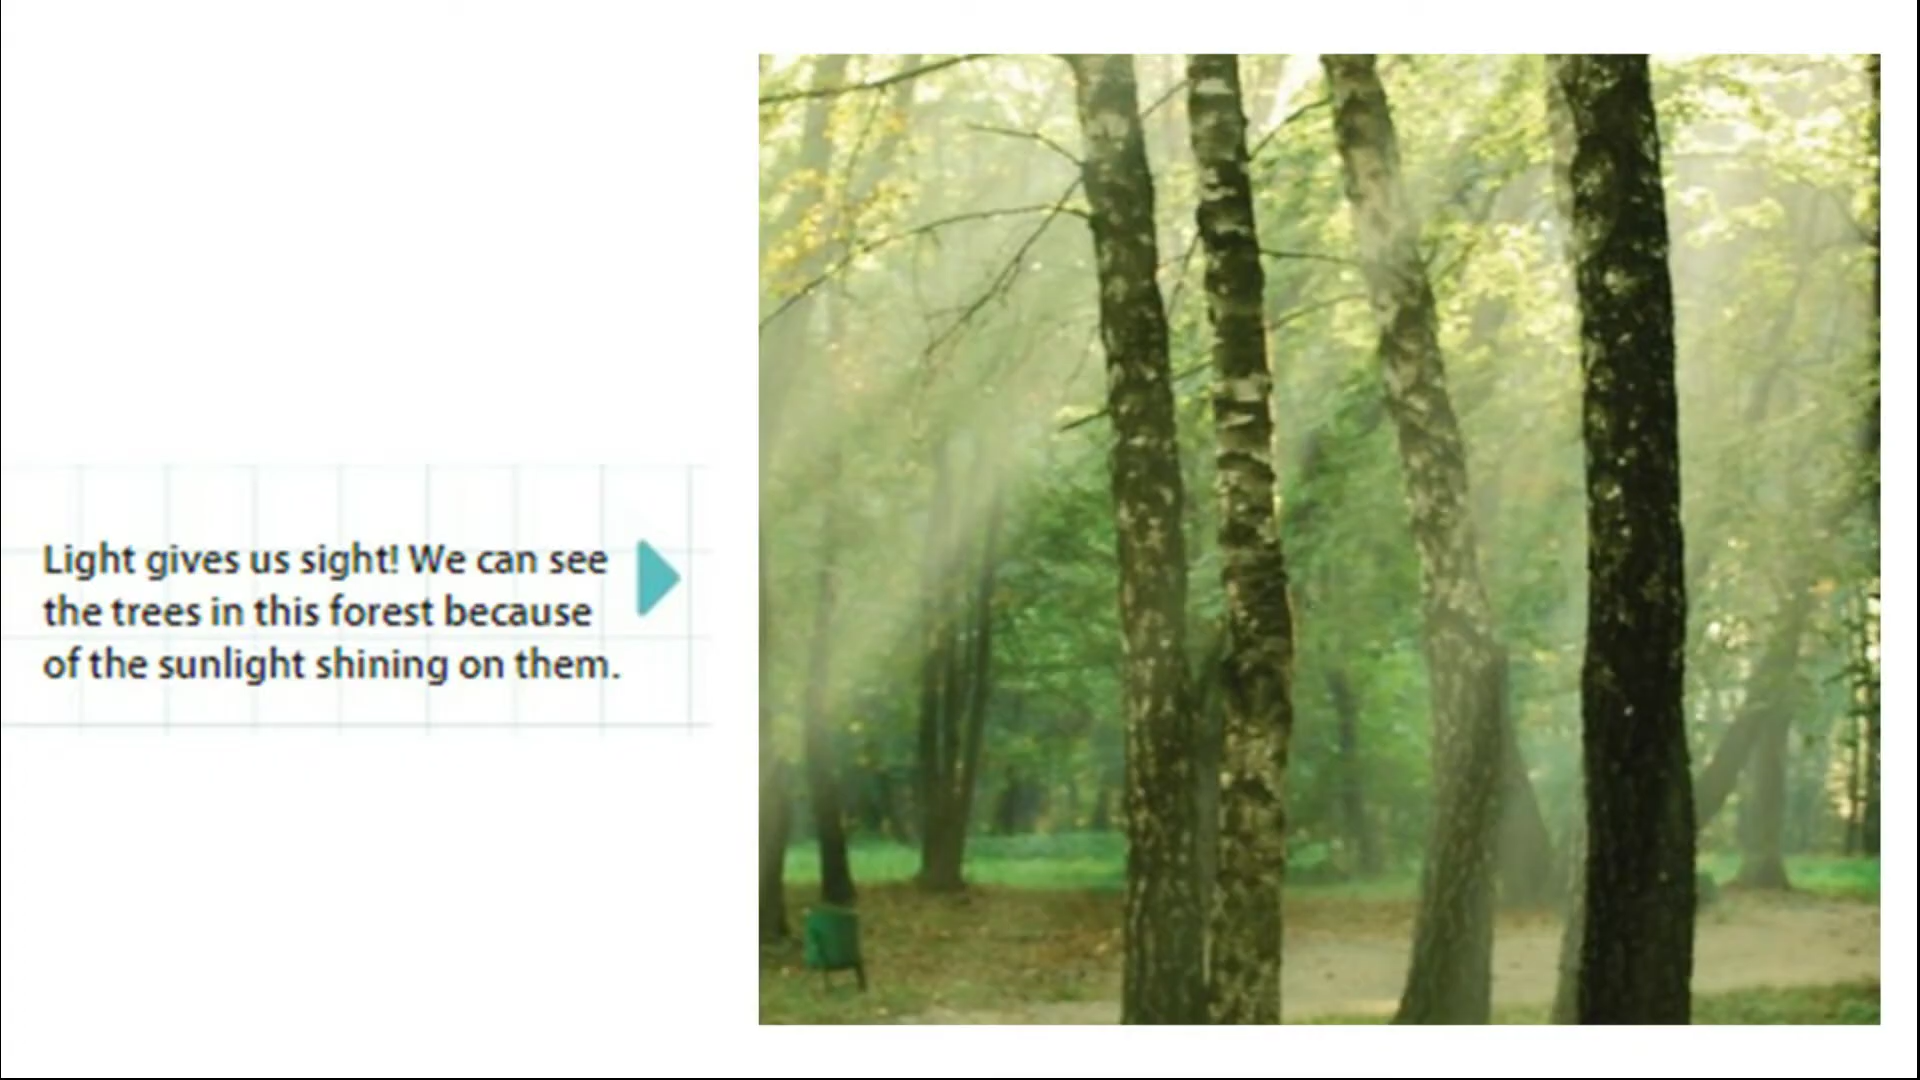 Light gives us sight! We can see
the trees in this forest because
of the sunlight shining on them.